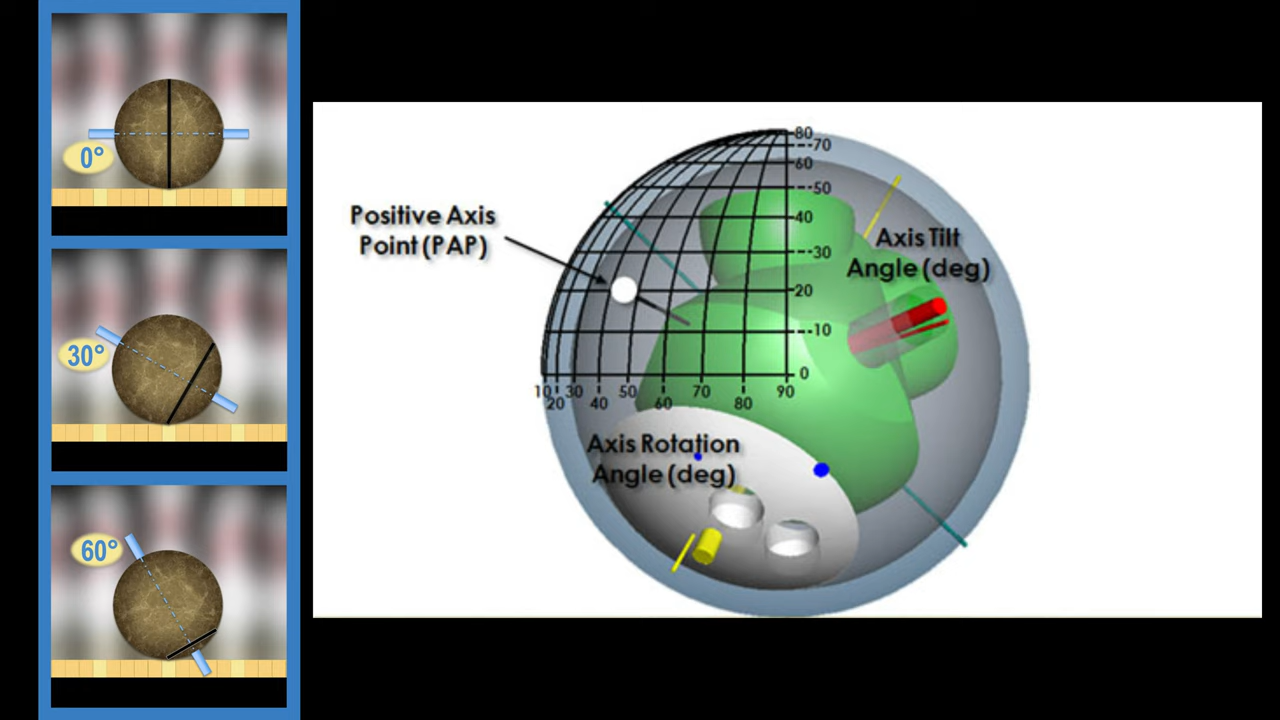 0°
30°
60°
Positive Axis
Point (PAP)
80
70
60
50
40
30
20
10
0
Axis Tilt
Angle (deg)
10 20 30 40 50 60 70 80 90
Axis Rotation
Angle (deg)